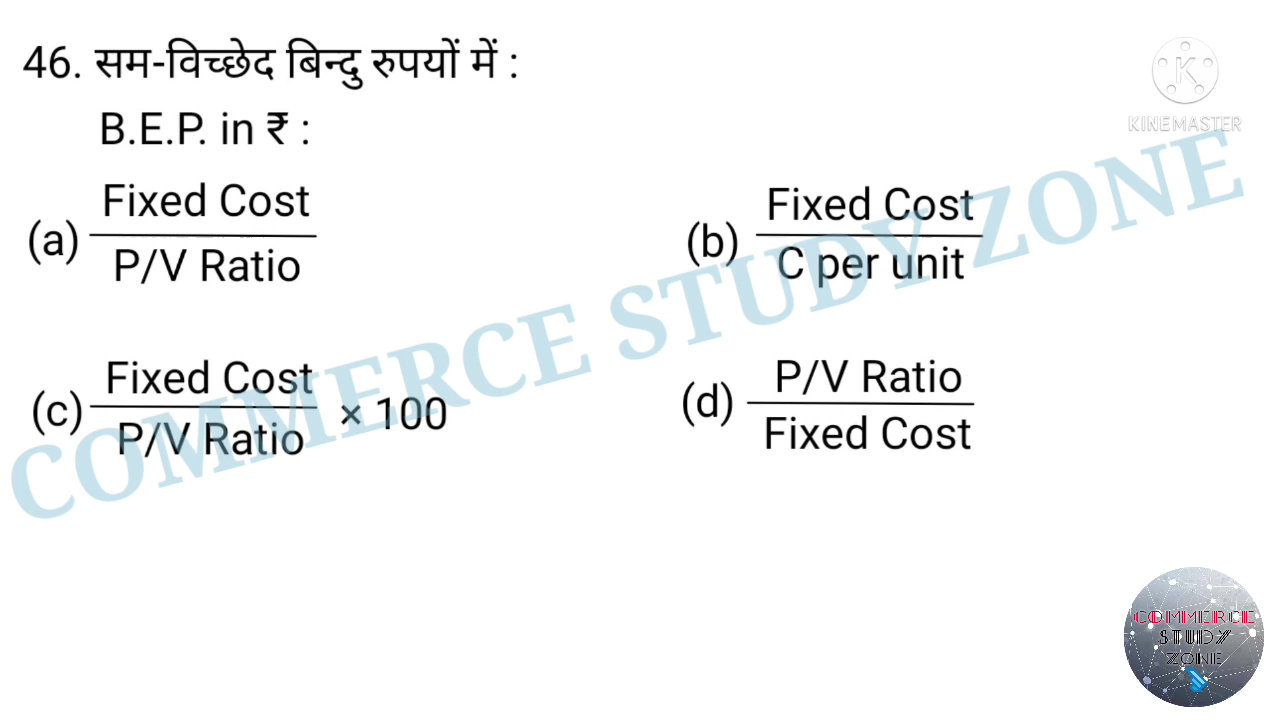 46. सम-विच्छेद बिन्दु रुपयों में :
B.E.P. in ₹ :
(a) Fixed Cost
P/V Ratio
(b) Fixed Cost
C per unit
(c) Fixed Cost
P/V Ratio × 100
(d) P/V Ratio
Fixed Cost
COMMERCE STUDY ZONE
K
KINEMASTER
COMMERCE
STUDY
ZONE